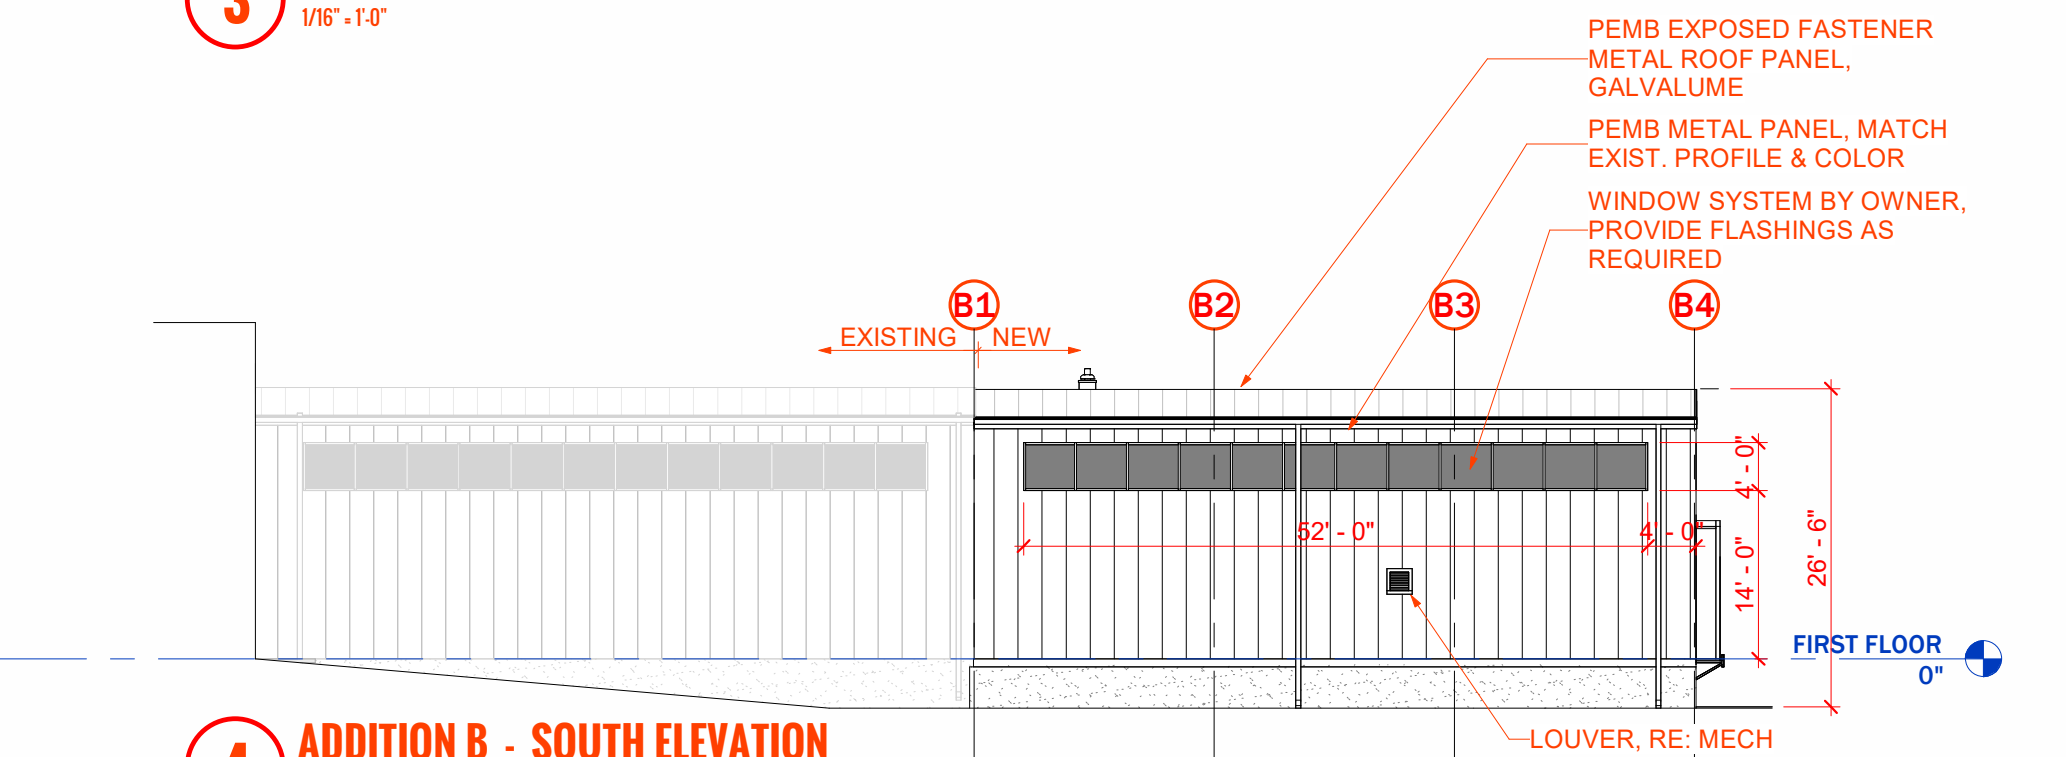 3
1/16" = 1'-0"
PEMB EXPOSED FASTENER
METAL ROOF PANEL,
GALVALUME
PEMB METAL PANEL, MATCH
EXIST. PROFILE & COLOR
WINDOW SYSTEM BY OWNER,
PROVIDE FLASHINGS AS
REQUIRED
B1
B2
B3
B4
EXISTING
NEW
4' - 0"
52' - 0"
4' - 0"
14' - 0"
26' - 6"
FIRST FLOOR
0"
LOUVER, RE: MECH
4
ADDITION B - SOUTH ELEVATION